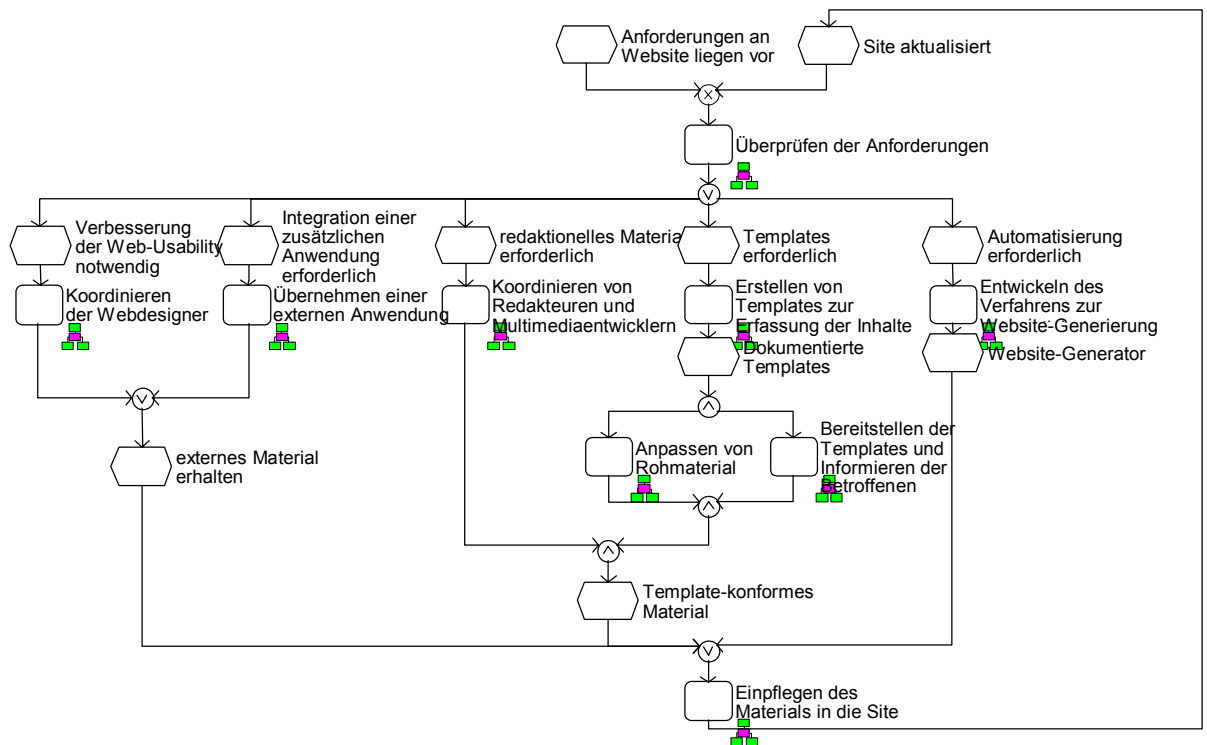 Anforderungen an
Website liegen vor
Site aktualisiert
Überprüfen der Anforderungen
Verbesserung
der Web-Usability
notwendig
Integration einer
zusätzlichen
Anwendung
erforderlich
redaktionelles Materia
erforderlich
Templates
erforderlich
Automatisierung
erforderlich
Koordinieren
der Webdesigner
Übernehmen einer
externen Anwendung
Koordinieren von
Redakteuren und
Multimediaentwicklern
Erstellen von
Templates zur
Erfassung der Inhalte
Entwickeln des
Verfahrens zur
Website-Generierung
Dokumentierte
Templates
Website-Generator
Anpassen von
Rohmaterial
Bereitstellen der
Templates und
Informieren der
Betroffenen
externes Material
erhalten
Template-konformes
Material
Einpflegen des
Materials in die Site